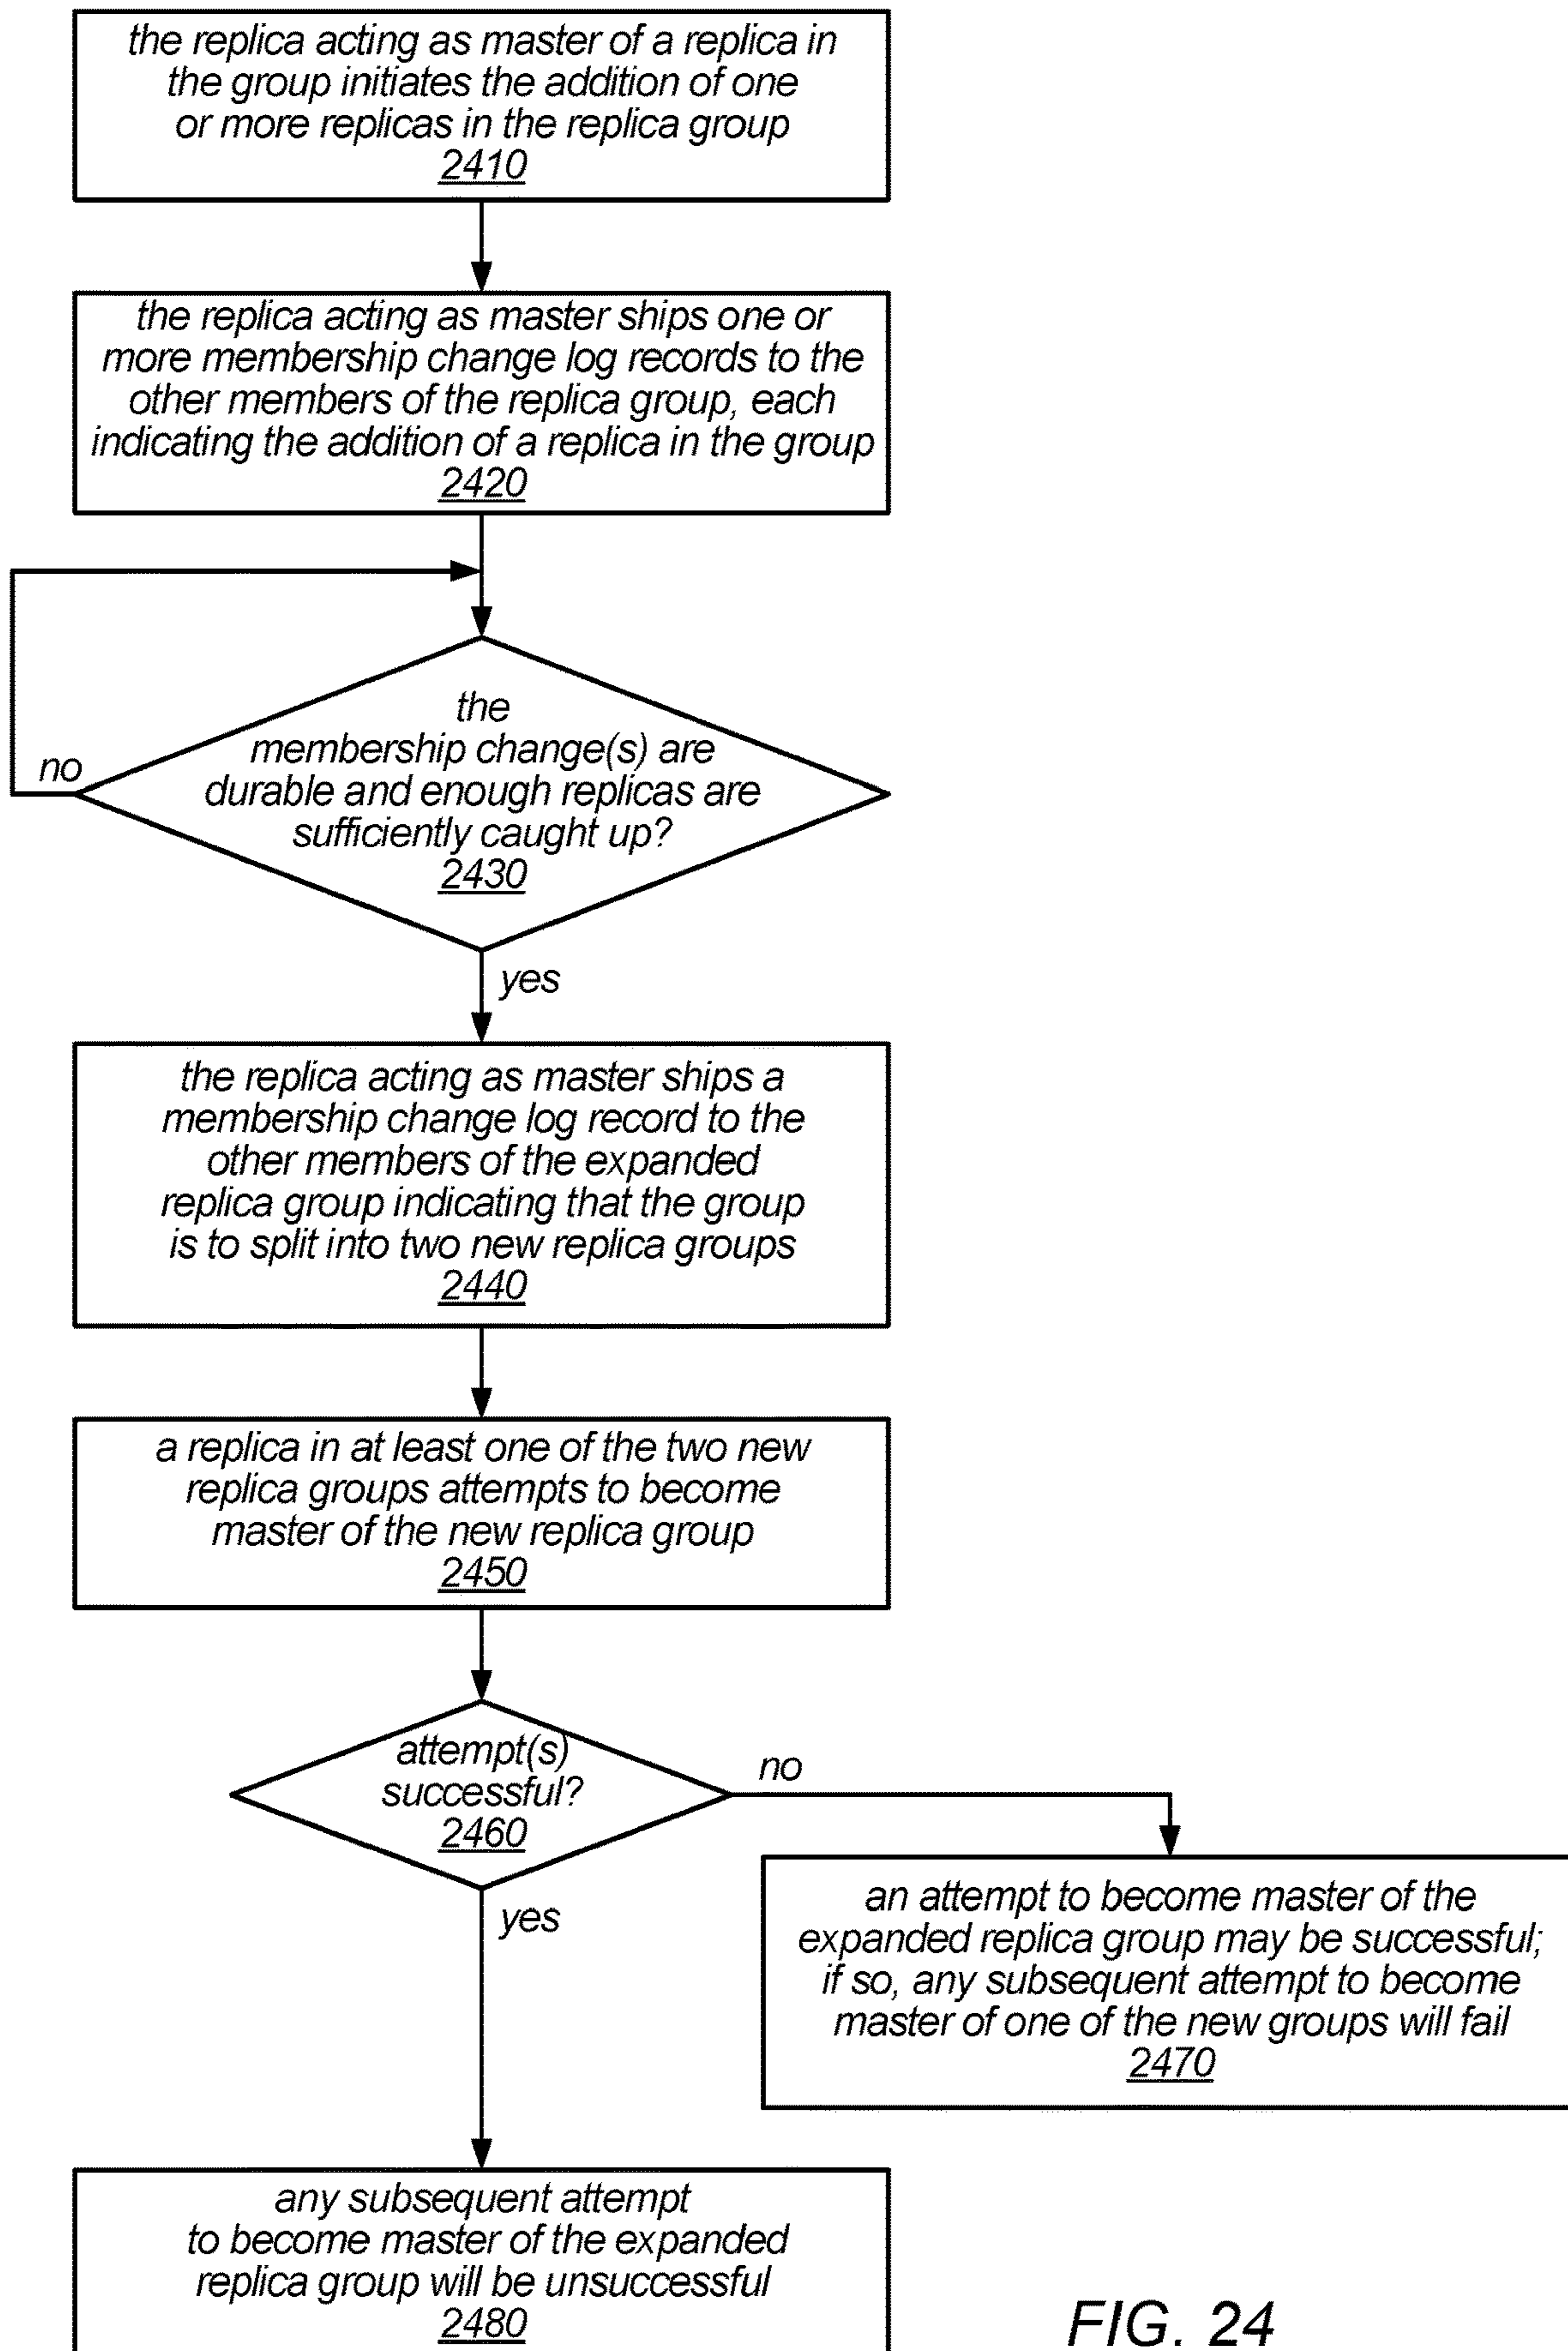 the replica acting as master of a replica in
the group initiates the addition of one
or more replicas in the replica group
2410
the replica acting as master ships one or
more membership change log records to the
other members of the replica group, each
indicating the addition of a replica in the group
2420
the
membership change(s) are
durable and enough replicas are
sufficiently caught up?
2430
no
yes
the replica acting as master ships a
membership change log record to the
other members of the expanded
replica group indicating that the group
is to split into two new replica groups
2440
a replica in at least one of the two new
replica groups attempts to become
master of the new replica group
2450
attempt(s)
successful?
2460
no
yes
an attempt to become master of the
expanded replica group may be successful;
if so, any subsequent attempt to become
master of one of the new groups will fail
2470
any subsequent attempt
to become master of the expanded
replica group will be unsuccessful
2480
FIG. 24